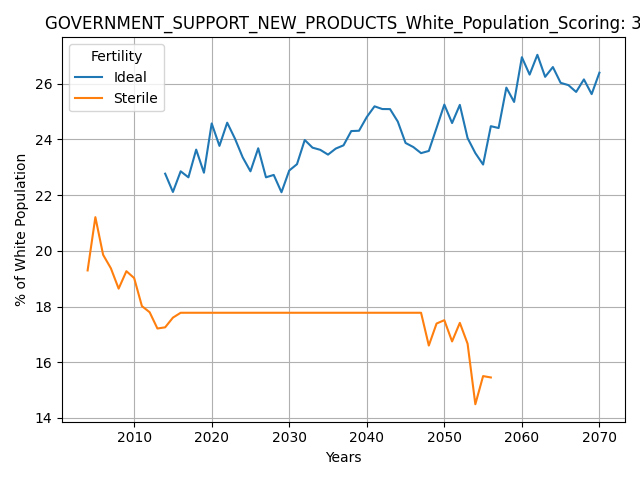 GOVERNMENT_SUPPORT_NEW_PRODUCTS_White_Population_Scoring: 3
Fertility
Ideal
Sterile
% of White Population
26
24
22
20
18
16
14
2010 2020 2030 2040 2050 2060 2070
Years